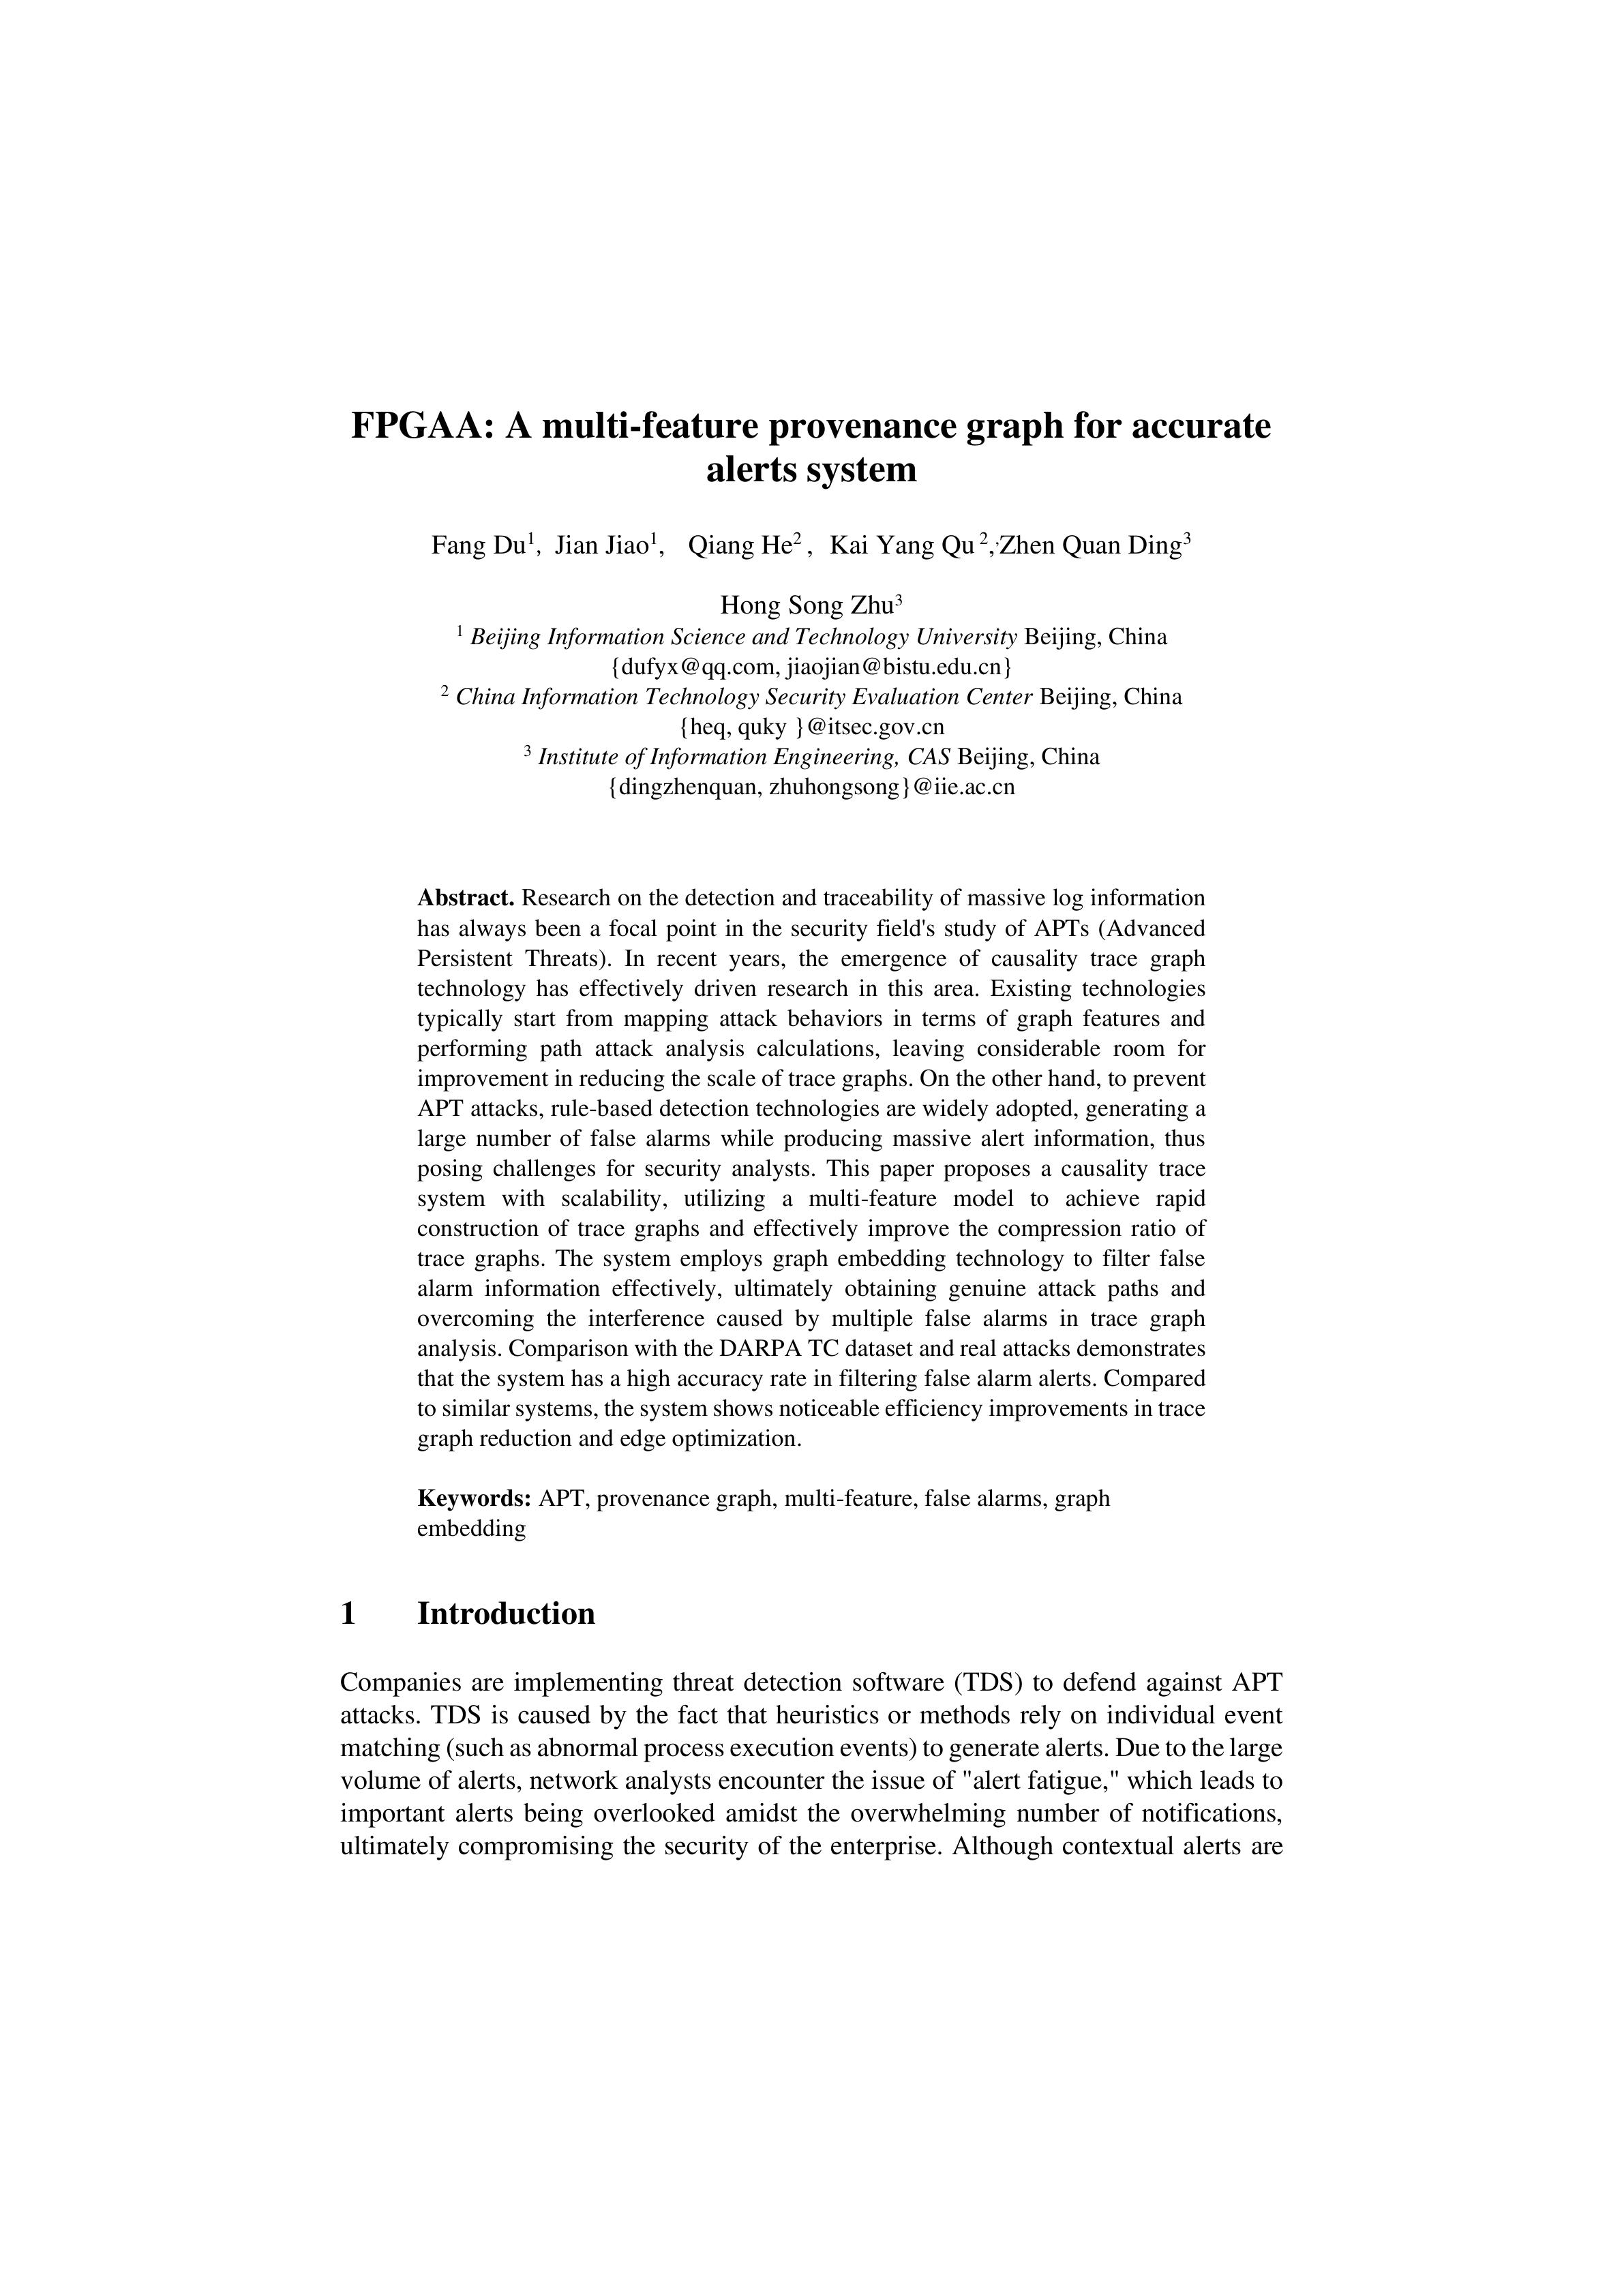 FPGAA: A multi-feature provenance graph for accurate
alerts system
Fang Du1, Jian Jiao1, Qiang He2 , Kai Yang Qu 2,,Zhen Quan Ding3
Hong Song Zhu3
1 Beijing Information Science and Technology University Beijing, China
{dufyx@qq.com, jiaojian@bistu.edu.cn}
2 China Information Technology Security Evaluation Center Beijing, China
{heq, quky }@itsec.gov.cn
3 Institute of Information Engineering, CAS Beijing, China
{dingzhenquan, zhuhongsong}@iie.ac.cn
Abstract. Research on the detection and traceability of massive log information
has always been a focal point in the security field's study of APTs (Advanced
Persistent Threats). In recent years, the emergence of causality trace graph
technology has effectively driven research in this area. Existing technologies
typically start from mapping attack behaviors in terms of graph features and
performing path attack analysis calculations, leaving considerable room for
improvement in reducing the scale of trace graphs. On the other hand, to prevent
APT attacks, rule-based detection technologies are widely adopted, generating a
large number of false alarms while producing massive alert information, thus
posing challenges for security analysts. This paper proposes a causality trace
system with scalability, utilizing a multi-feature model to achieve rapid
construction of trace graphs and effectively improve the compression ratio of
trace graphs. The system employs graph embedding technology to filter false
alarm information effectively, ultimately obtaining genuine attack paths and
overcoming the interference caused by multiple false alarms in trace graph
analysis. Comparison with the DARPA TC dataset and real attacks demonstrates
that the system has a high accuracy rate in filtering false alarm alerts. Compared
to similar systems, the system shows noticeable efficiency improvements in trace
graph reduction and edge optimization.
Keywords: APT, provenance graph, multi-feature, false alarms, graph
embedding
1 Introduction
Companies are implementing threat detection software (TDS) to defend against APT
attacks. TDS is caused by the fact that heuristics or methods rely on individual event
matching (such as abnormal process execution events) to generate alerts. Due to the large
volume of alerts, network analysts encounter the issue of "alert fatigue," which leads to
important alerts being overlooked amidst the overwhelming number of notifications,
ultimately compromising the security of the enterprise. Although contextual alerts are